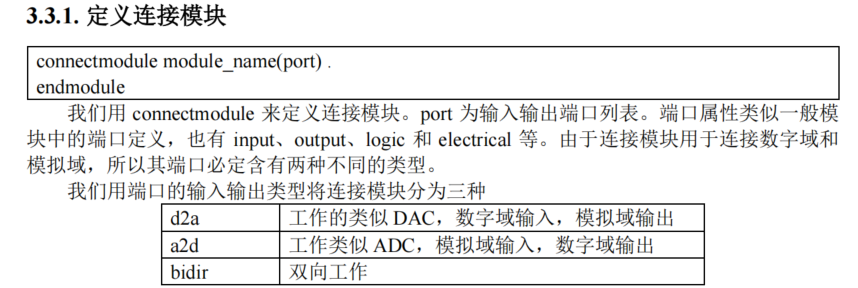 3.3.1. 定义连接模块
connectmodule module_name(port) .
endmodule
我们用 connectmodule 来定义连接模块。port 为输入输出端口列表。端口属性类似一般模
块中的端口定义，也有 input、output、logic 和 electrical 等。由于连接模块用于连接数字域和
模拟域，所以其端口必定含有两种不同的类型。
我们用端口的输入输出类型将连接模块分为三种
d2a 工作的类似 DAC，数字域输入，模拟域输出
a2d 工作类似 ADC，模拟域输入，数字域输出
bidir 双向工作